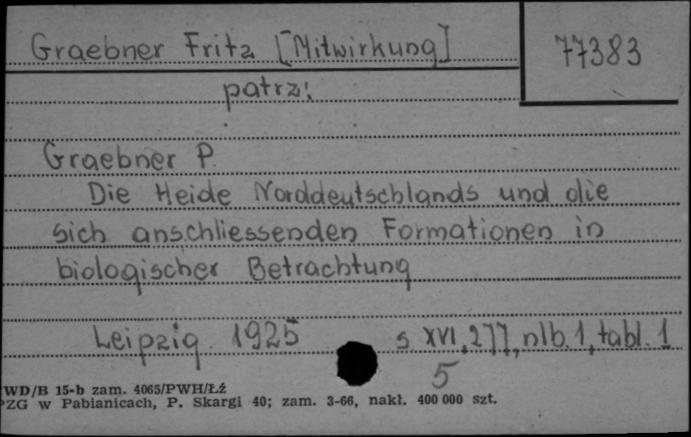 Graebner Fritz [Mitwirkung]
77383
patrz:
Graebner P.
Die Heide Norddeutschlands und die
sich anschliessenden Formationen in
biologischer Betrachtung
Leipzig 1925 s XVI, 277, nlb. 1, tabl. 1
5
WD/B 15-b zam. 4065/PWH/Łź
PZG w Pabianicach, P. Skargi 40; zam. 3-66, nakł. 400 000 szt.